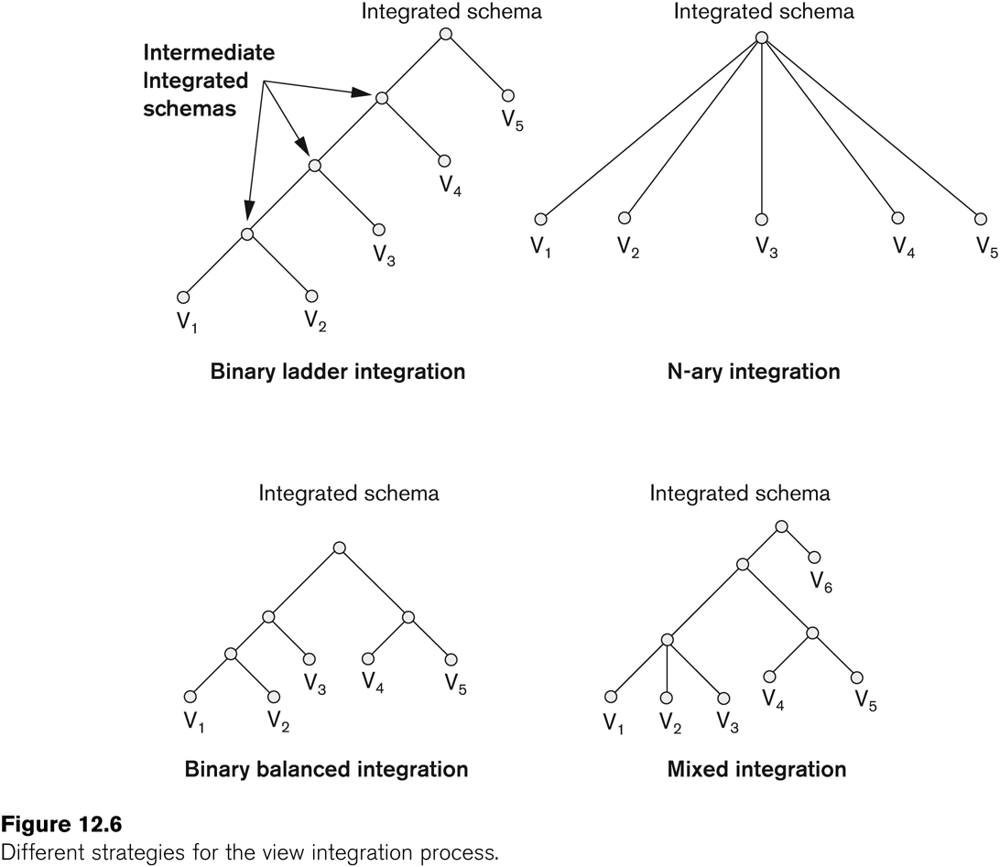 Integrated schema
Intermediate
Integrated
schemas
V5
V4
V3
V1
V2
Binary ladder integration
Integrated schema
V1
V2
V3
V4
V5
N-ary integration
Integrated schema
V3
V4
V5
V1
V2
Binary balanced integration
Integrated schema
V6
V4
V5
V1
V2
V3
Mixed integration
Figure 12.6
Different strategies for the view integration process.